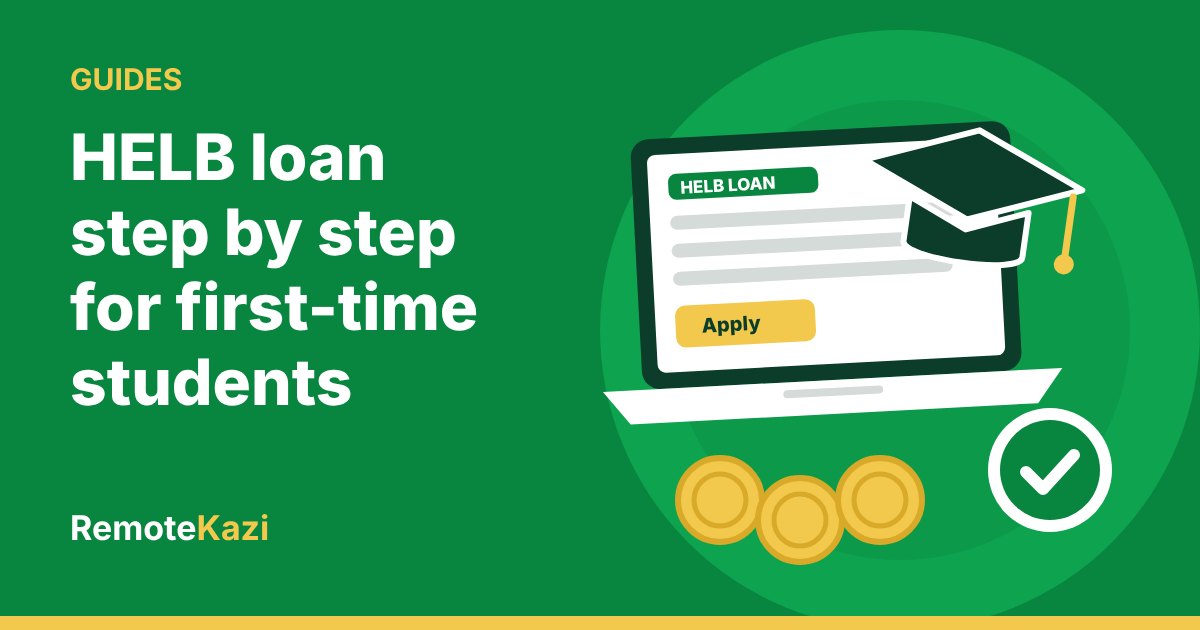 GUIDES
HELB loan
step by step
for first-time
students
RemoteKazi
HELB LOAN
Apply